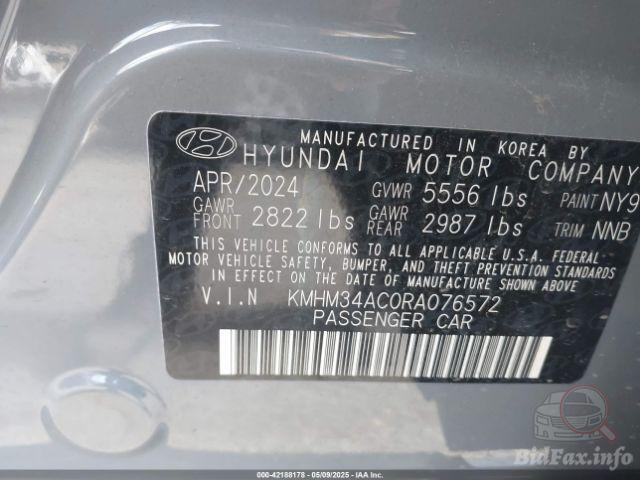 MANUFACTURED IN KOREA BY
HYUNDAI MOTOR COMPANY
APR/2024 GVWR 5556 lbs PAINT NY9
GAWR FRONT 2822 lbs GAWR REAR 2987 lbs TRIM NNB
THIS VEHICLE CONFORMS TO ALL APPLICABLE U.S.A. FEDERAL
MOTOR VEHICLE SAFETY, BUMPER, AND THEFT PREVENTION STANDARDS
IN EFFECT ON THE DATE OF MANUFACTURE SHOWN ABOVE
V.I.N KMHM34AC0RA076572
PASSENGER CAR
BidFax.info
000-42188178 - 05/09/2025 - IAA Inc.